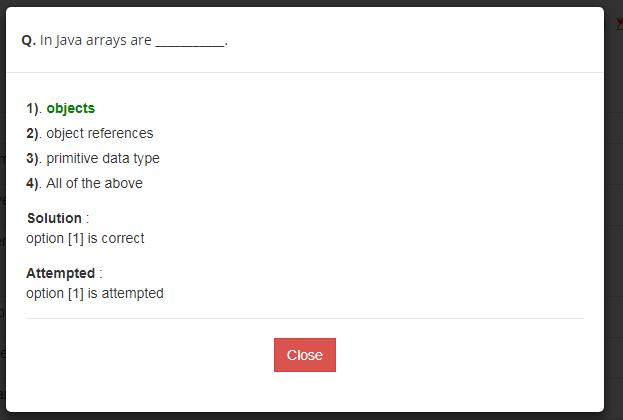 Q. In Java arrays are ___________.
1). objects
2). object references
3). primitive data type
4). All of the above
Solution :
option [1] is correct
Attempted :
option [1] is attempted
Close